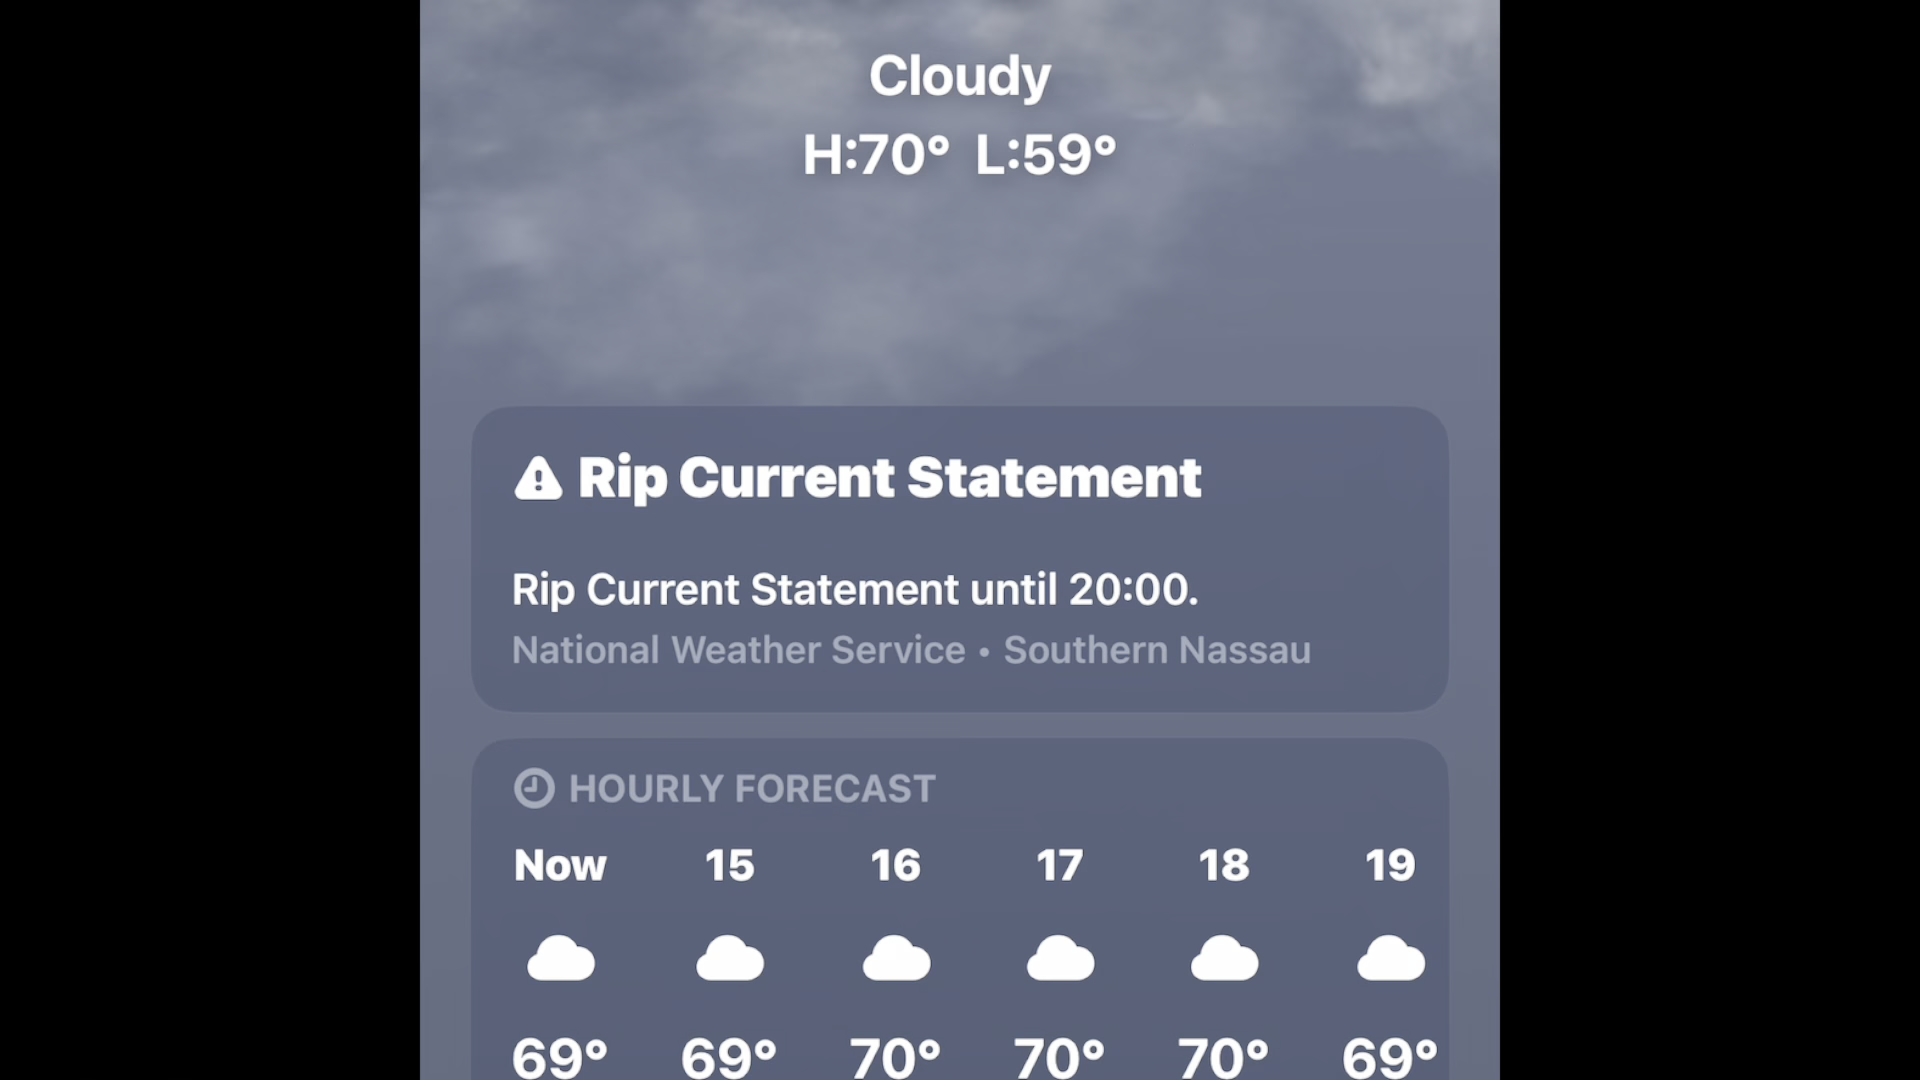 Cloudy
H:70° L:59°
Rip Current Statement
Rip Current Statement until 20:00.
National Weather Service • Southern Nassau
HOURLY FORECAST
Now 15 16 17 18 19
69° 69° 70° 70° 70° 69°